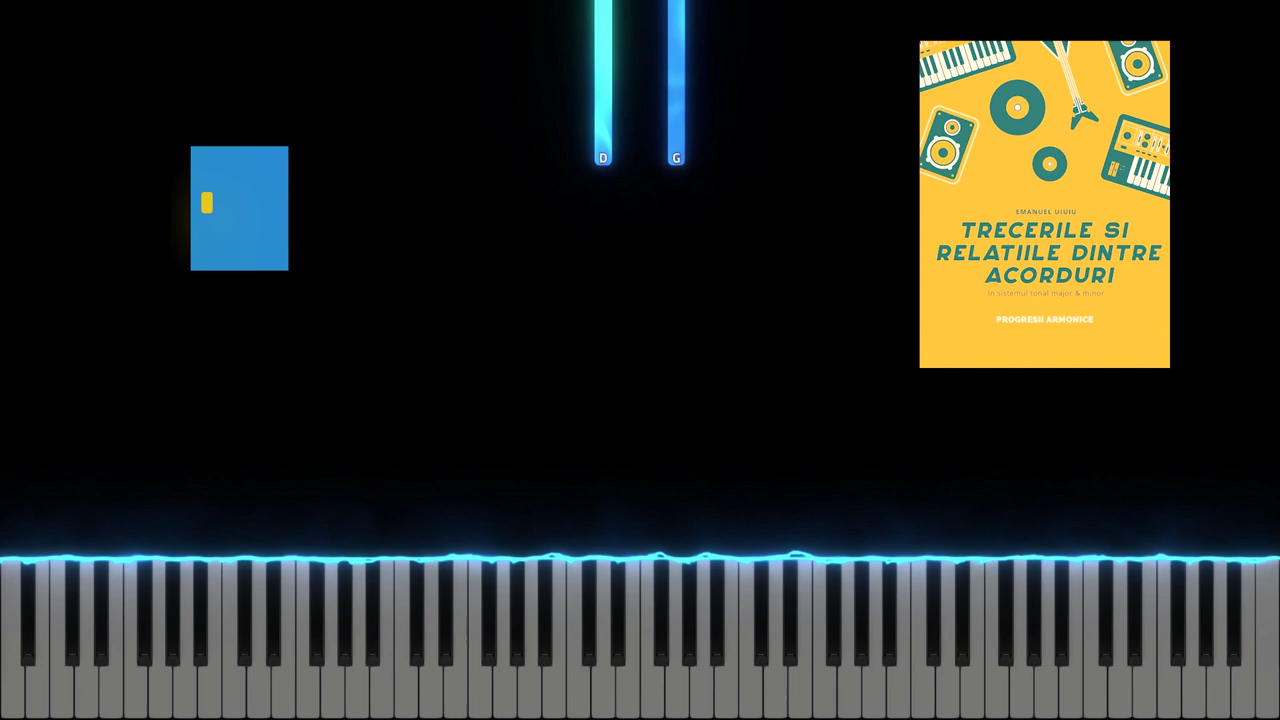 D G
EMANUEL UIUIU
TRECERILE SI
RELATIILE DINTRE
ACORDURI
In sistemul tonal major & minor
PROGRESII ARMONICE